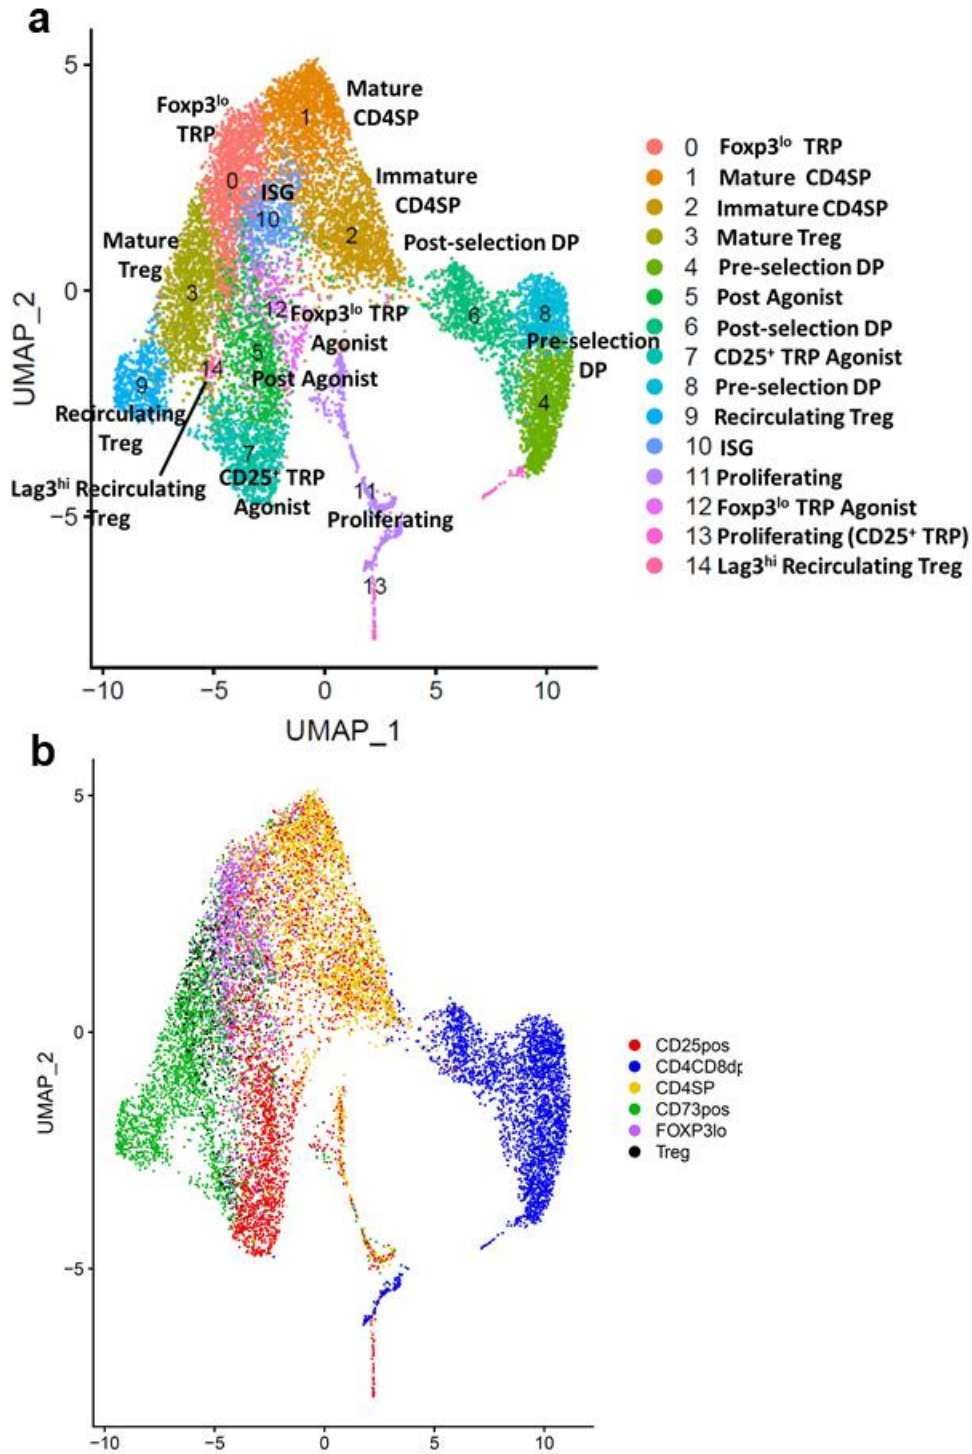 a
5
0
−5
UMAP_2
−10
−5
0
5
10
UMAP_1
Foxp3lo
TRP
Mature
CD4SP
1
0
ISG
10
Immature
CD4SP
2
Post-selection DP
Mature
Treg
3
12
Foxp3lo TRP
Agonist
6
8
Pre-selection
DP
5
14
Post Agonist
9
4
Recirculating
Treg
7
CD25+ TRP
Agonist
Lag3hi Recirculating
Treg
11
Proliferating
13
0 Foxp3lo TRP
1 Mature CD4SP
2 Immature CD4SP
3 Mature Treg
4 Pre-selection DP
5 Post Agonist
6 Post-selection DP
7 CD25+ TRP Agonist
8 Pre-selection DP
9 Recirculating Treg
10 ISG
11 Proliferating
12 Foxp3lo TRP Agonist
13 Proliferating (CD25+ TRP)
14 Lag3hi Recirculating Treg
b
5
0
−5
UMAP_2
−10
−5
0
5
10
CD25pos
CD4CD8dp
CD4SP
CD73pos
FOXP3lo
Treg